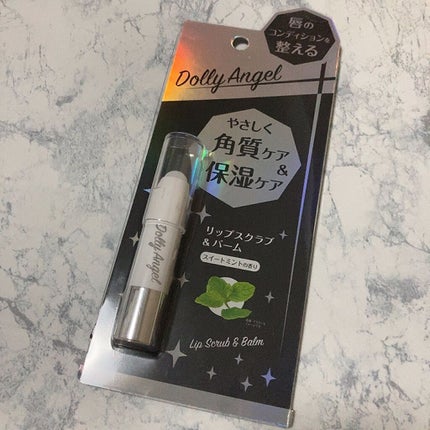 唇の
コンディションを
整える
Dolly Angel
やさしく
角質ケア
&
保湿ケア
リップスクラブ
&バーム
スイートミントの香り
Dolly Angel
Lip Scrub & Balm